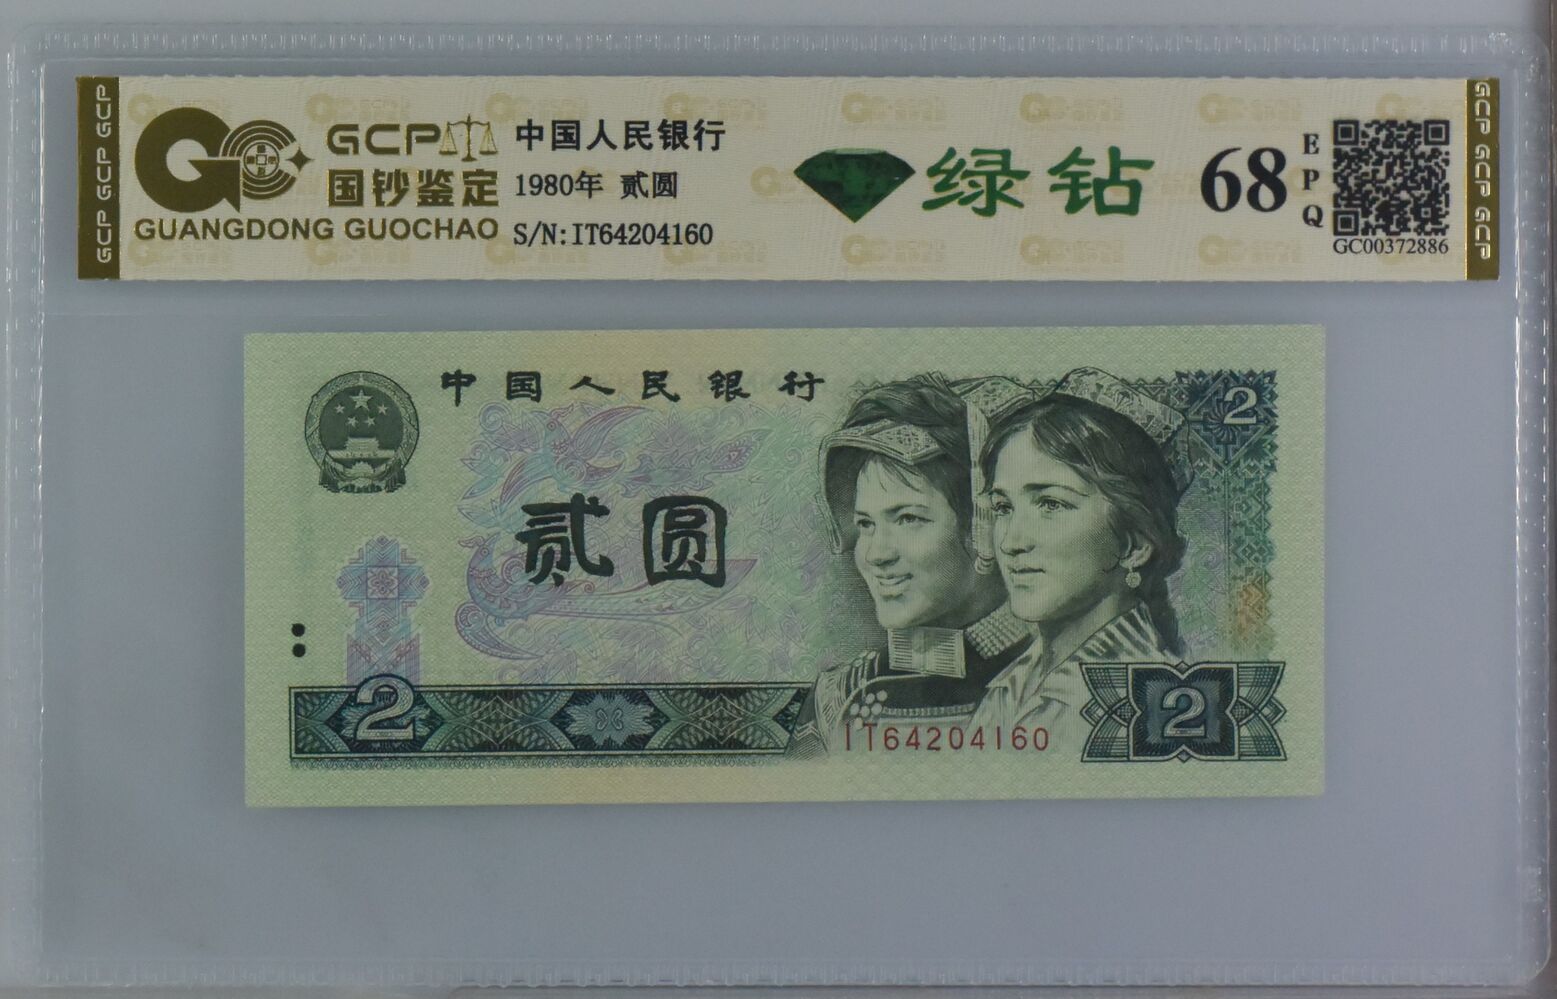 GCP GCP GCP
GCP
国钞鉴定
GUANGDONG GUOCHAO
中国人民银行
1980年 贰圆
S/N:IT64204160
绿钻
68
EPQ
GC00372886
GCP GCP GCP
中国人民银行
2
贰圆
2
IT64204160
2